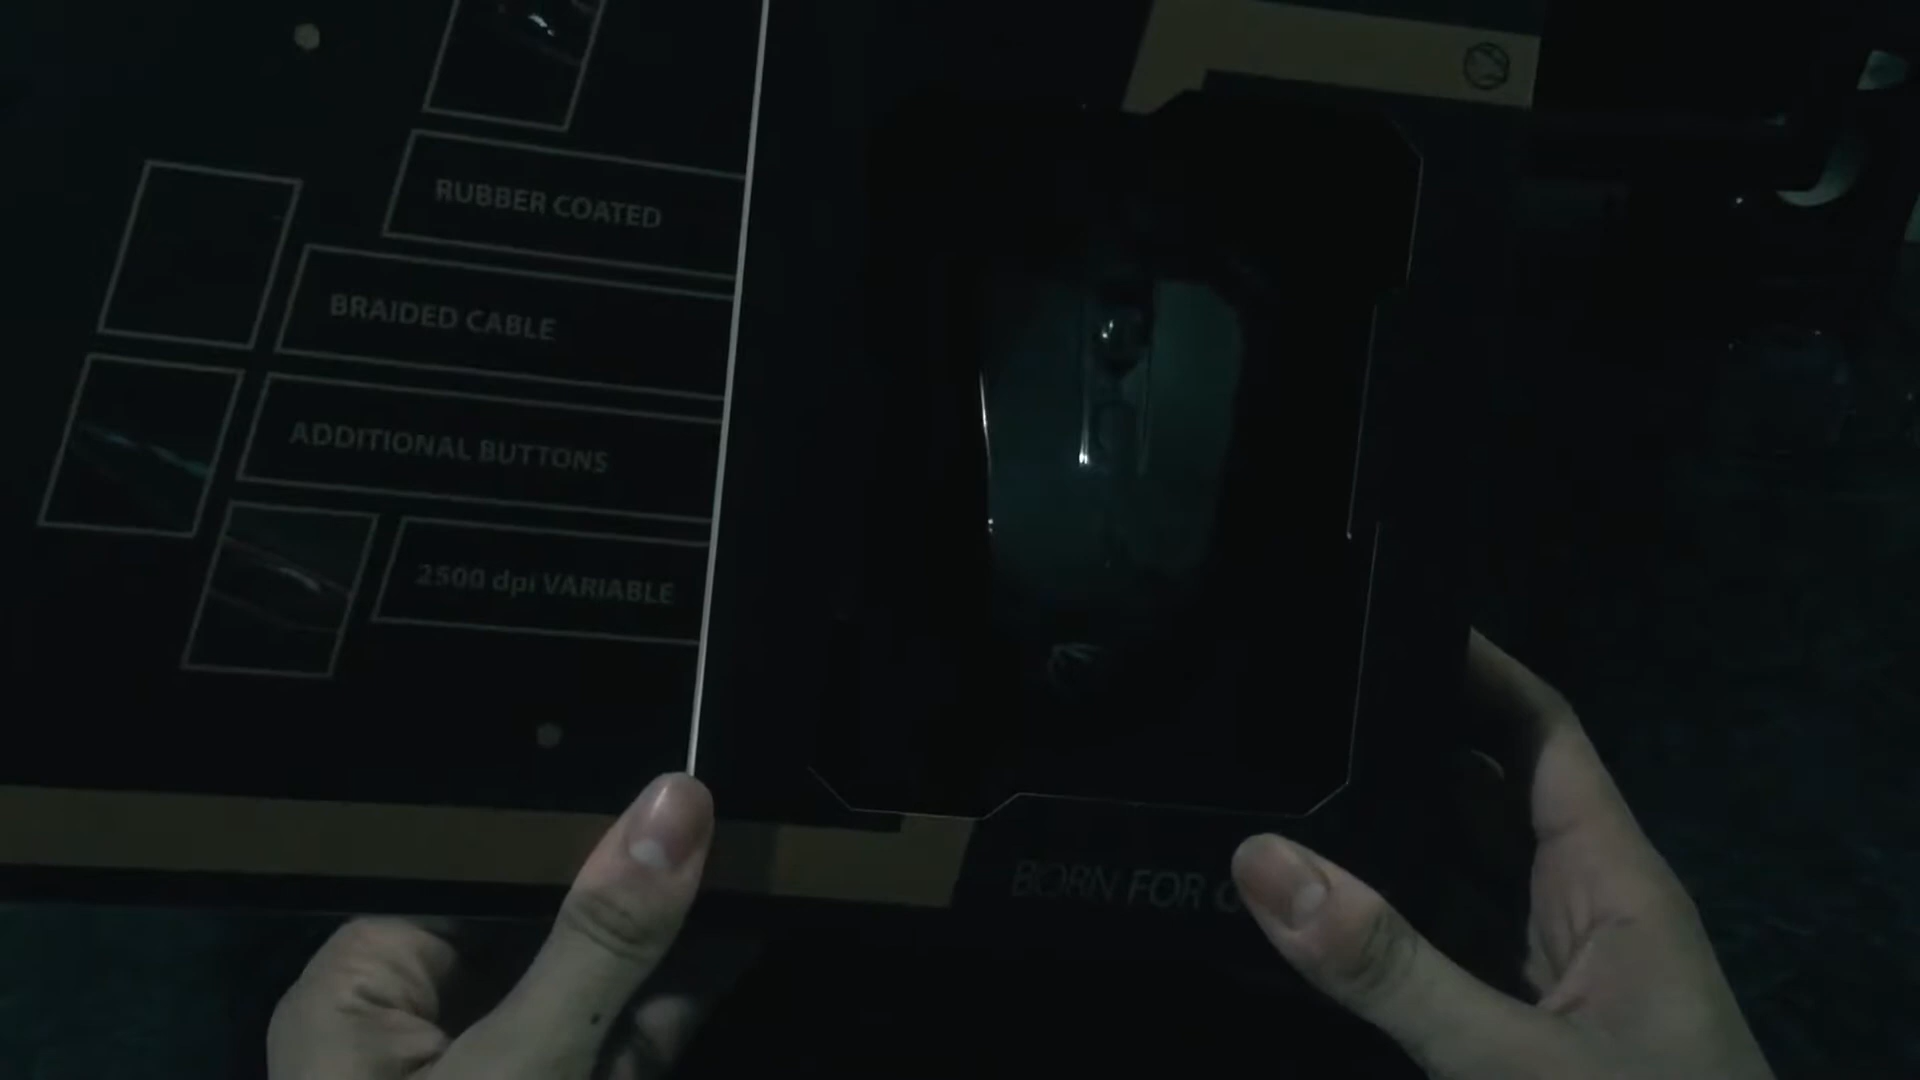 RUBBER COATED
BRAIDED CABLE
ADDITIONAL BUTTONS
2500 dpi VARIABLE
BORN FOR